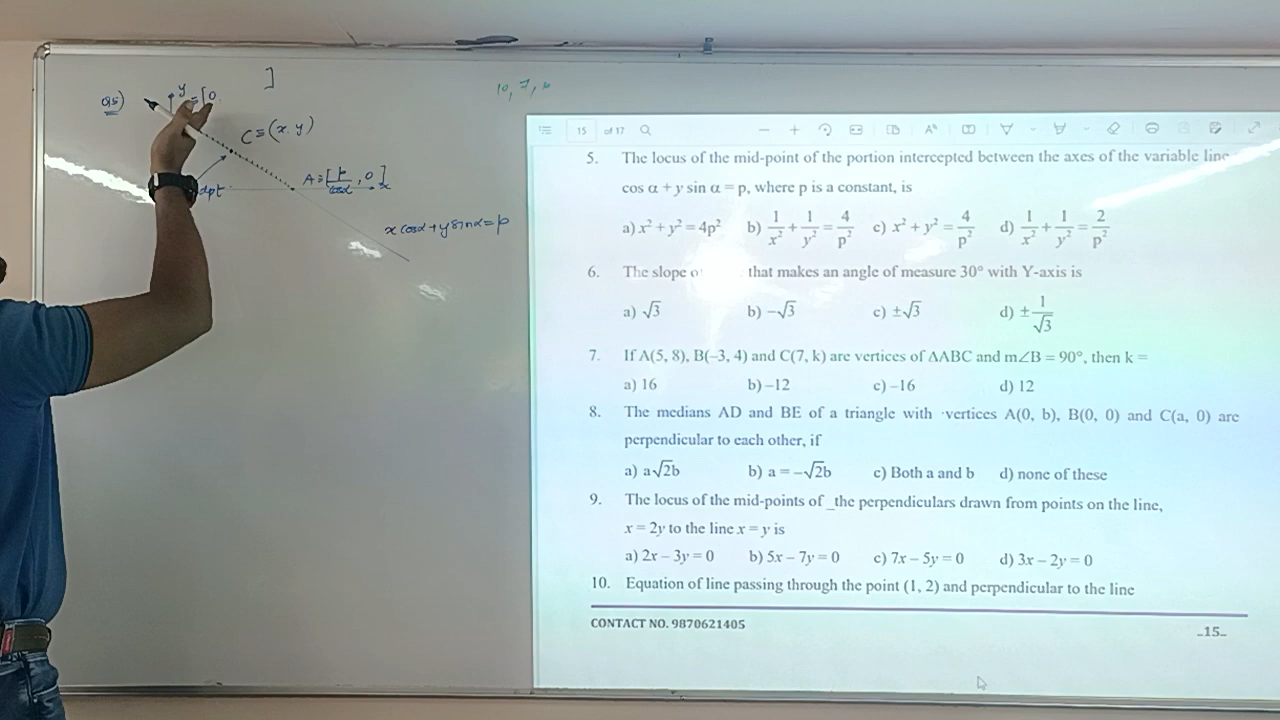 Q5)
y
≡[0
]
C≡(x, y)
A≡[p/cosα, 0]
x
dpt
x cosα + y sinα = p
10, 7, 6
15 of 17
5. The locus of the mid-point of the portion intercepted between the axes of the variable line
cos α + y sin α = p, where p is a constant, is
a) x² + y² = 4p² b) 1/x² + 1/y² = 4/p² c) x² + y² = 4/p² d) 1/x² + 1/y² = 2/p²
6. The slope o that makes an angle of measure 30° with Y-axis is
a) √3 b) −√3 c) ±√3 d) ± 1/√3
7. If A(5, 8), B(–3, 4) and C(7, k) are vertices of ΔABC and m∠B = 90°, then k =
a) 16 b) –12 c) –16 d) 12
8. The medians AD and BE of a triangle with vertices A(0, b), B(0, 0) and C(a, 0) are
perpendicular to each other, if
a) a√2b b) a = −√2b c) Both a and b d) none of these
9. The locus of the mid-points of _the perpendiculars drawn from points on the line,
x = 2y to the line x = y is
a) 2x – 3y = 0 b) 5x – 7y = 0 c) 7x – 5y = 0 d) 3x – 2y = 0
10. Equation of line passing through the point (1, 2) and perpendicular to the line
CONTACT NO. 9870621405
_15_